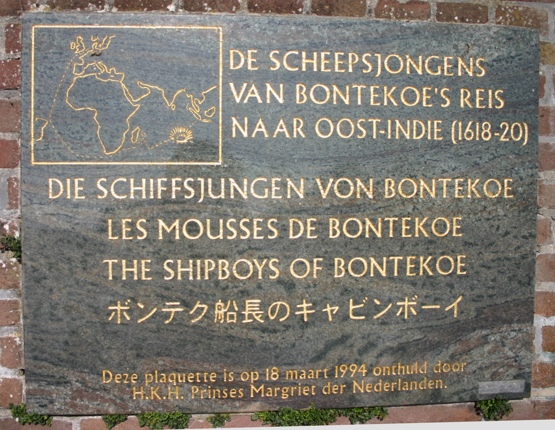 DE SCHEEPSJONGENS
VAN BONTEKOE'S REIS
NAAR OOST-INDIE (1618-20)
DIE SCHIFFSJUNGEN VON BONTEKOE
LES MOUSSES DE BONTEKOE
THE SHIPBOYS OF BONTEKOE
ボンテク船長のキャビンボーイ
Deze plaquette is op 18 maart 1994 onthuld door
H.K.H. Prinses Margriet der Nederlanden.